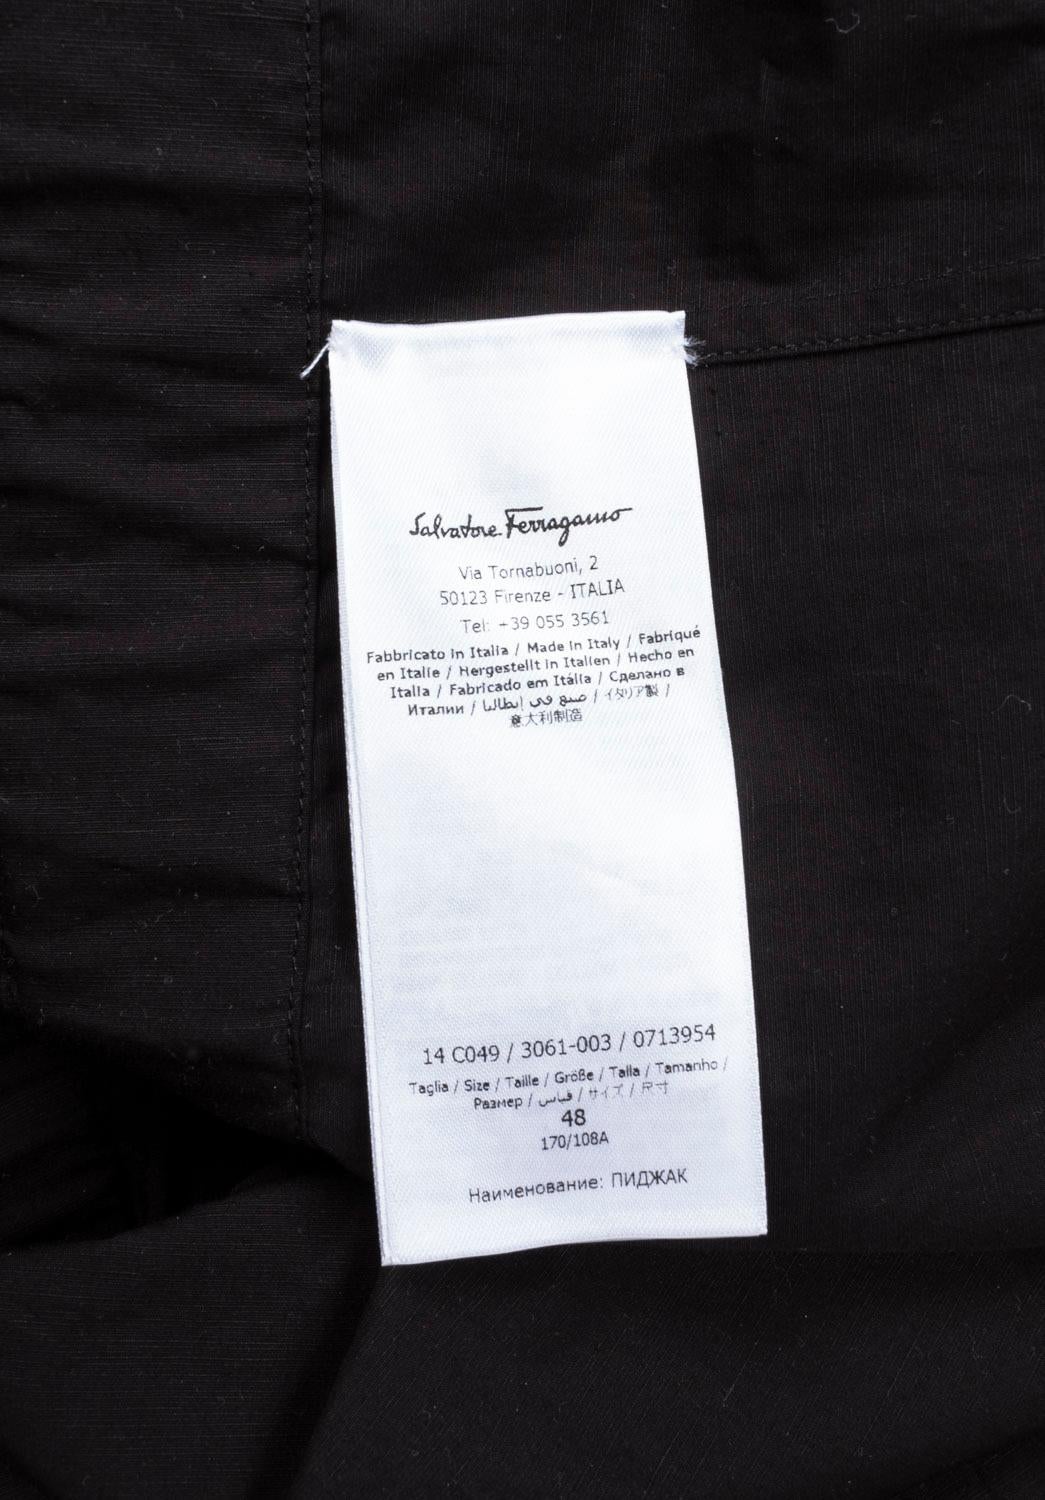 Salvatore Ferragamo
Via Tornabuoni, 2
50123 Firenze - ITALIA
Tel: +39 055 3561
Fabbricato in Italia / Made in Italy / Fabriqué
en Italie / Hergestellt in Italien / Hecho en
Italia / Fabricado em Itália / Сделано в
Италии / صنع في إيطاليا / イタリア製 /
意大利制造
14 C049 / 3061-003 / 0713954
Taglia / Size / Taille / Größe / Talla / Tamanho /
Размер / قياس / サイズ / 尺寸
48
170/108A
Наименование: ПИДЖАК